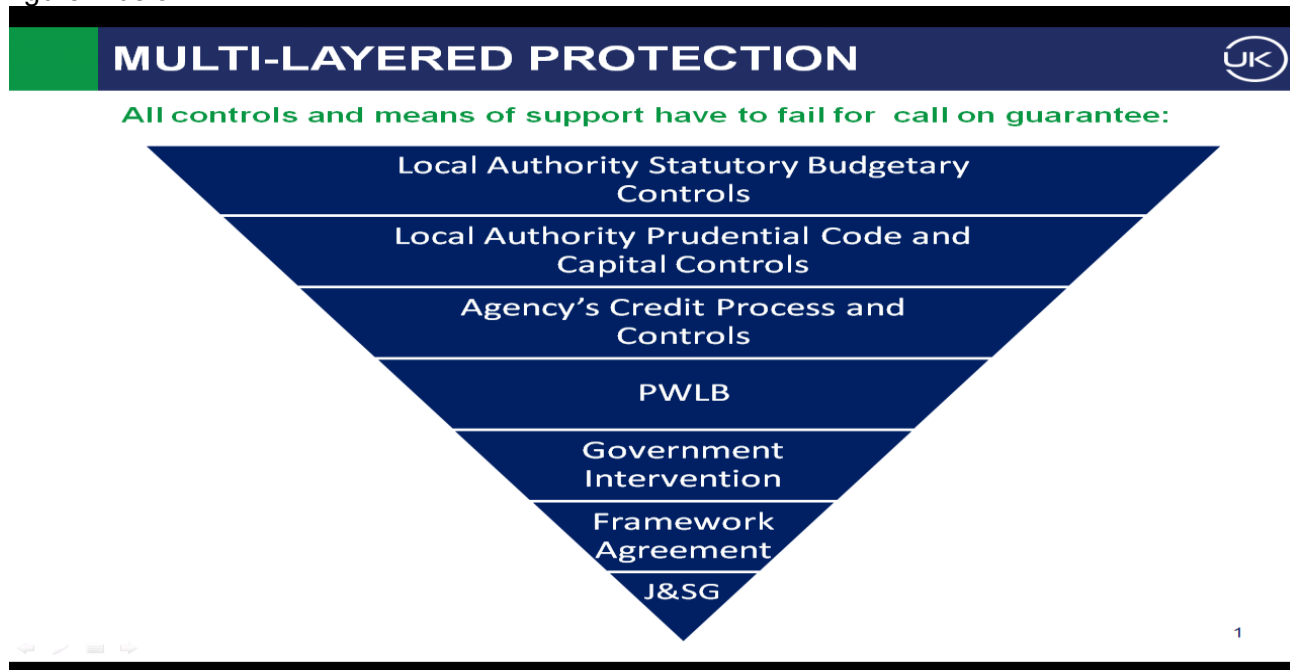 MULTI-LAYERED PROTECTION
UK
All controls and means of support have to fail for call on guarantee:
Local Authority Statutory Budgetary
Controls
Local Authority Prudential Code and
Capital Controls
Agency’s Credit Process and
Controls
PWLB
Government
Intervention
Framework
Agreement
J&SG
1